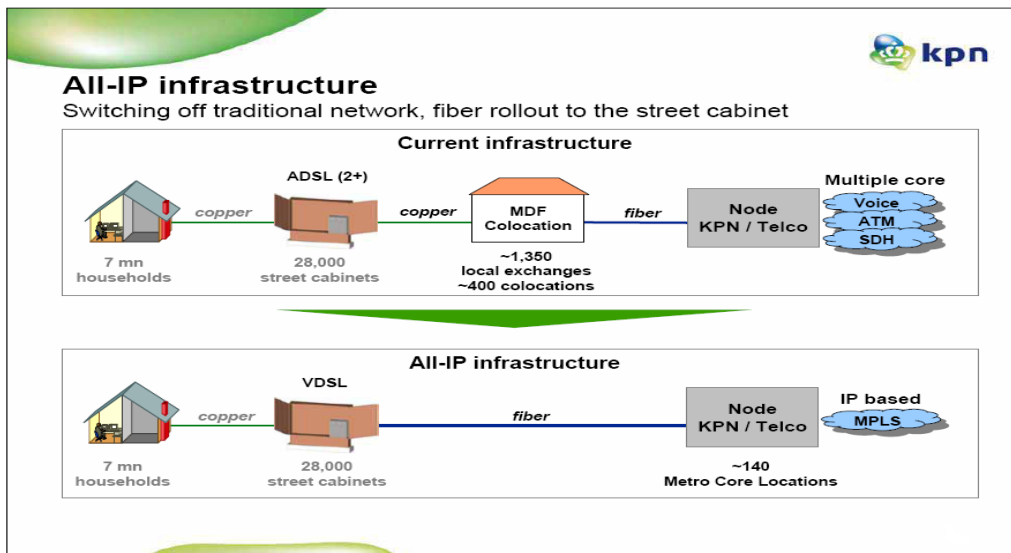 kpn
All-IP infrastructure
Switching off traditional network, fiber rollout to the street cabinet
Current infrastructure
ADSL (2+)
copper
copper
MDF
Colocation
fiber
Node
KPN / Telco
Multiple core
Voice
ATM
SDH
7 mn
households
28,000
street cabinets
~1,350
local exchanges
~400 colocations
All-IP infrastructure
VDSL
copper
fiber
Node
KPN / Telco
IP based
MPLS
7 mn
households
28,000
street cabinets
~140
Metro Core Locations